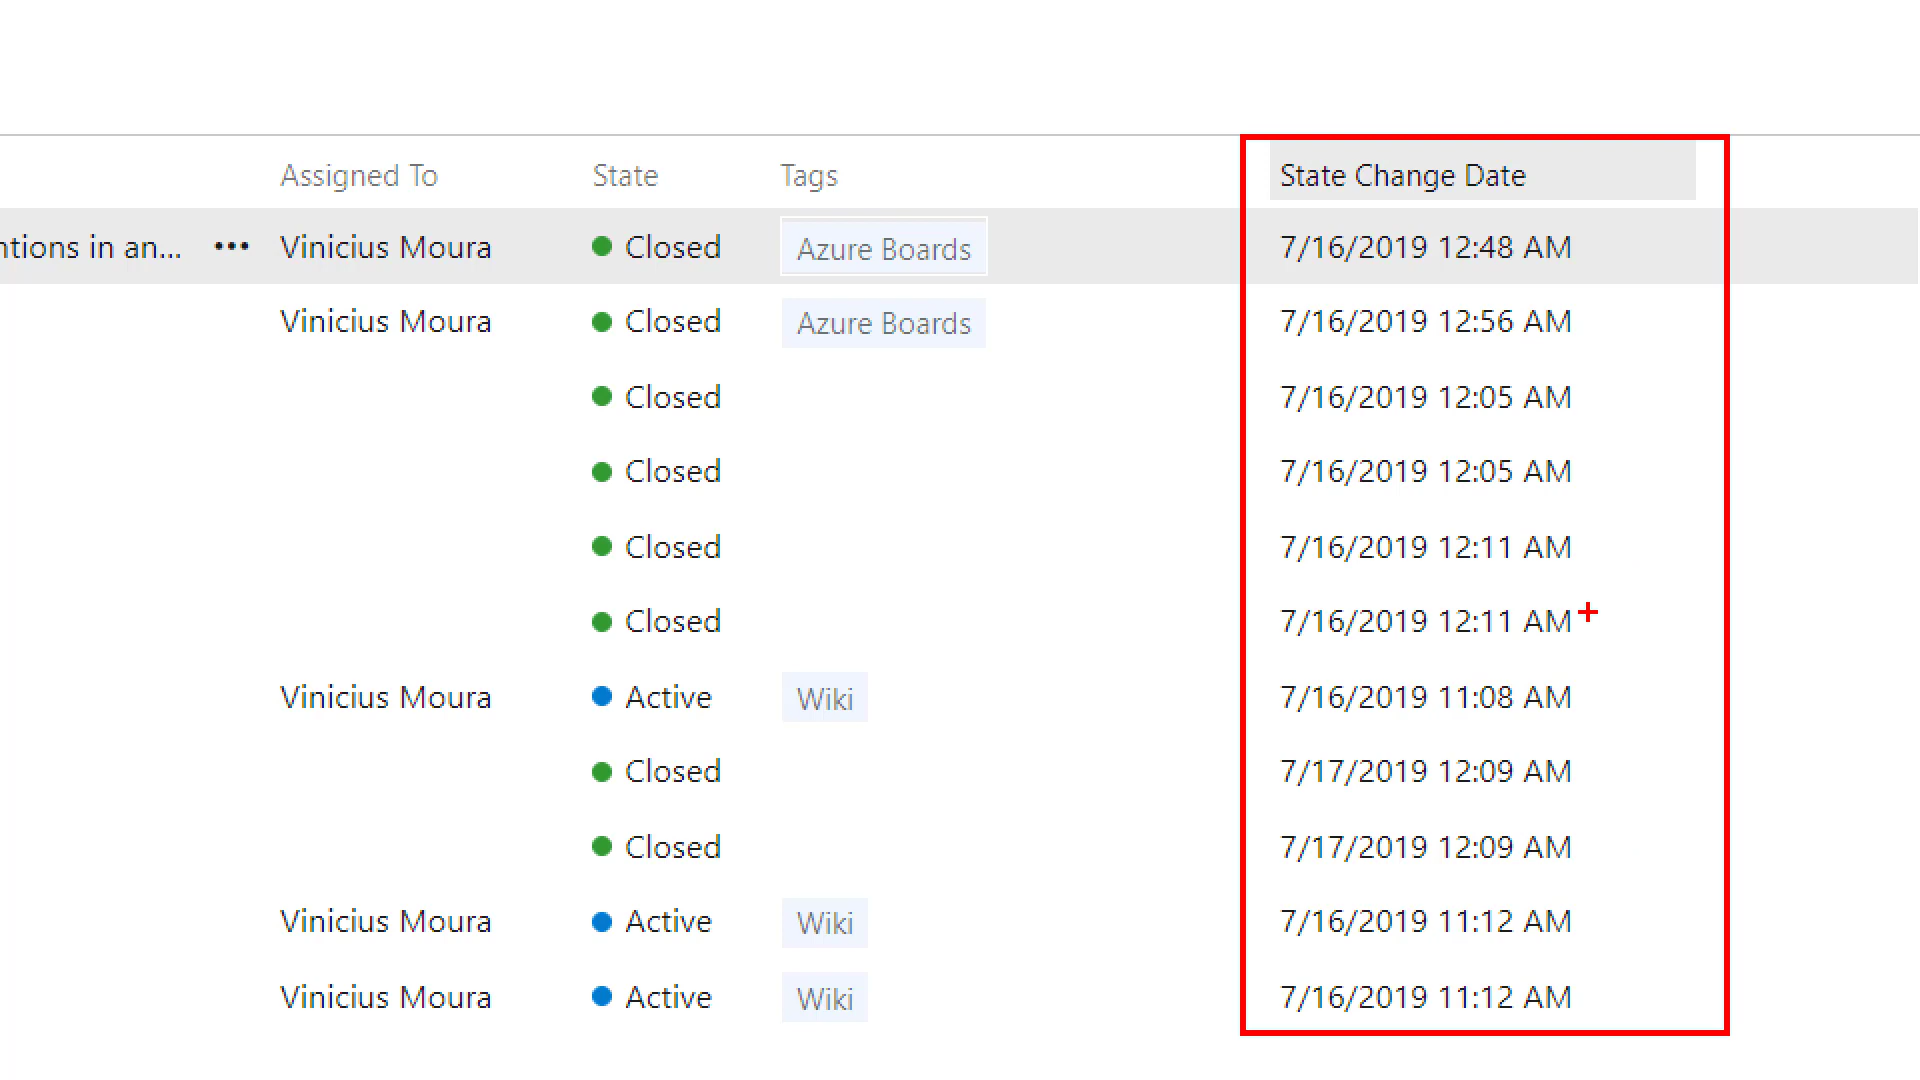 Assigned To State Tags State Change Date
ntions in an... ••• Vinicius Moura Closed Azure Boards 7/16/2019 12:48 AM
Vinicius Moura Closed Azure Boards 7/16/2019 12:56 AM
Closed 7/16/2019 12:05 AM
Closed 7/16/2019 12:05 AM
Closed 7/16/2019 12:11 AM
Closed 7/16/2019 12:11 AM
Vinicius Moura Active Wiki 7/16/2019 11:08 AM
Closed 7/17/2019 12:09 AM
Closed 7/17/2019 12:09 AM
Vinicius Moura Active Wiki 7/16/2019 11:12 AM
Vinicius Moura Active Wiki 7/16/2019 11:12 AM